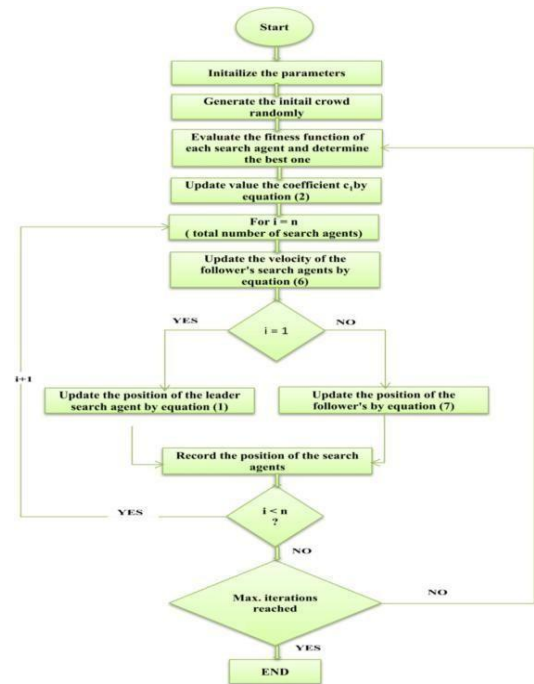 Start
Initailize the parameters
Generate the initail crowd
randomly
Evaluate the fitness function of
each search agent and determine
the best one
Update value the coefficient c₁by
equation (2)
For i = n
( total number of search agents)
Update the velocity of the
follower's search agents by
equation (6)
YES
NO
i = 1
i+1
Update the position of the leader
search agent by equation (1)
Update the position of the
follower's by equation (7)
Record the position of the search
agents
YES
i < n
?
NO
Max. iterations
reached
NO
YES
END